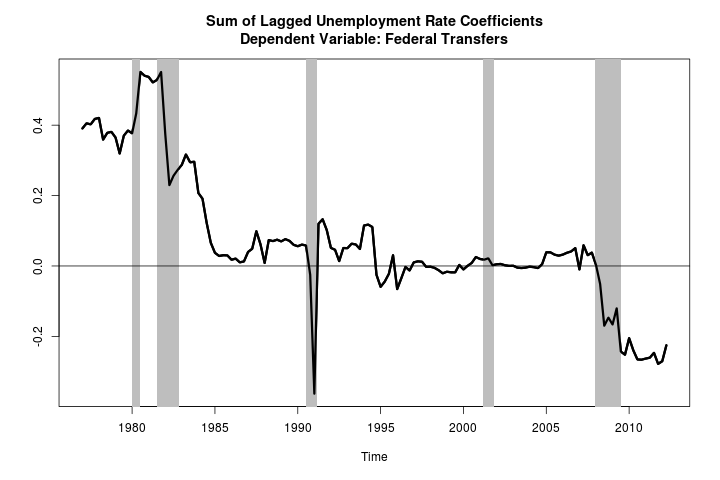 Sum of Lagged Unemployment Rate Coefficients
Dependent Variable: Federal Transfers
0.4
0.2
0.0
-0.2
1980 1985 1990 1995 2000 2005 2010
Time